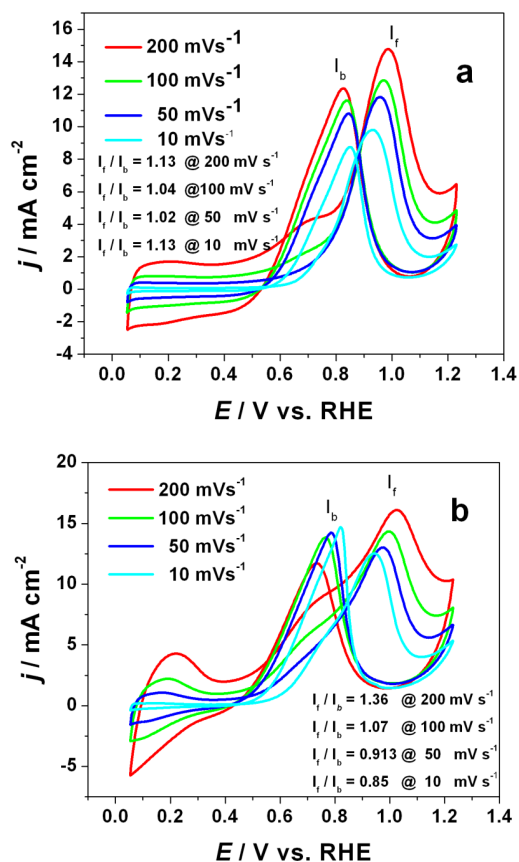 16
14
12
10
8
6
4
2
0
-2
-4
j / mA cm-2
200 mVs-1
100 mVs-1
50 mVs-1
10 mVs-1
If / Ib = 1.13 @ 200 mV s-1
If / Ib = 1.04 @100 mV s-1
If / Ib = 1.02 @ 50 mV s-1
If / Ib = 1.13 @ 10 mV s-1
Ib
If
a
0.0 0.2 0.4 0.6 0.8 1.0 1.2 1.4
E / V vs. RHE
20
15
10
5
0
-5
j / mA cm-2
200 mVs-1
100 mVs-1
50 mVs-1
10 mVs-1
Ib
If
b
If / Ib = 1.36 @ 200 mV s-1
If / Ib = 1.07 @ 100 mV s-1
If / Ib = 0.913 @ 50 mV s-1
If / Ib = 0.85 @ 10 mV s-1
0.0 0.2 0.4 0.6 0.8 1.0 1.2 1.4
E / V vs. RHE